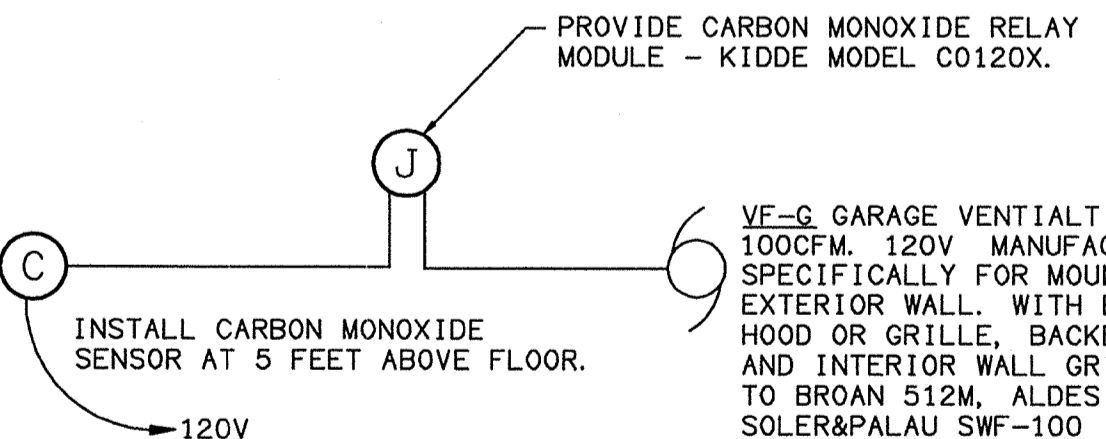 PROVIDE CARBON MONOXIDE RELAY
MODULE - KIDDE MODEL CO120X.
J
C
INSTALL CARBON MONOXIDE
SENSOR AT 5 FEET ABOVE FLOOR.
120V
VF-G GARAGE VENTIALT
100CFM. 120V MANUFAC
SPECIFICALLY FOR MOU
EXTERIOR WALL. WITH
HOOD OR GRILLE, BACK
AND INTERIOR WALL GR
TO BROAN 512M, ALDES
SOLER&PALAU SWF-100